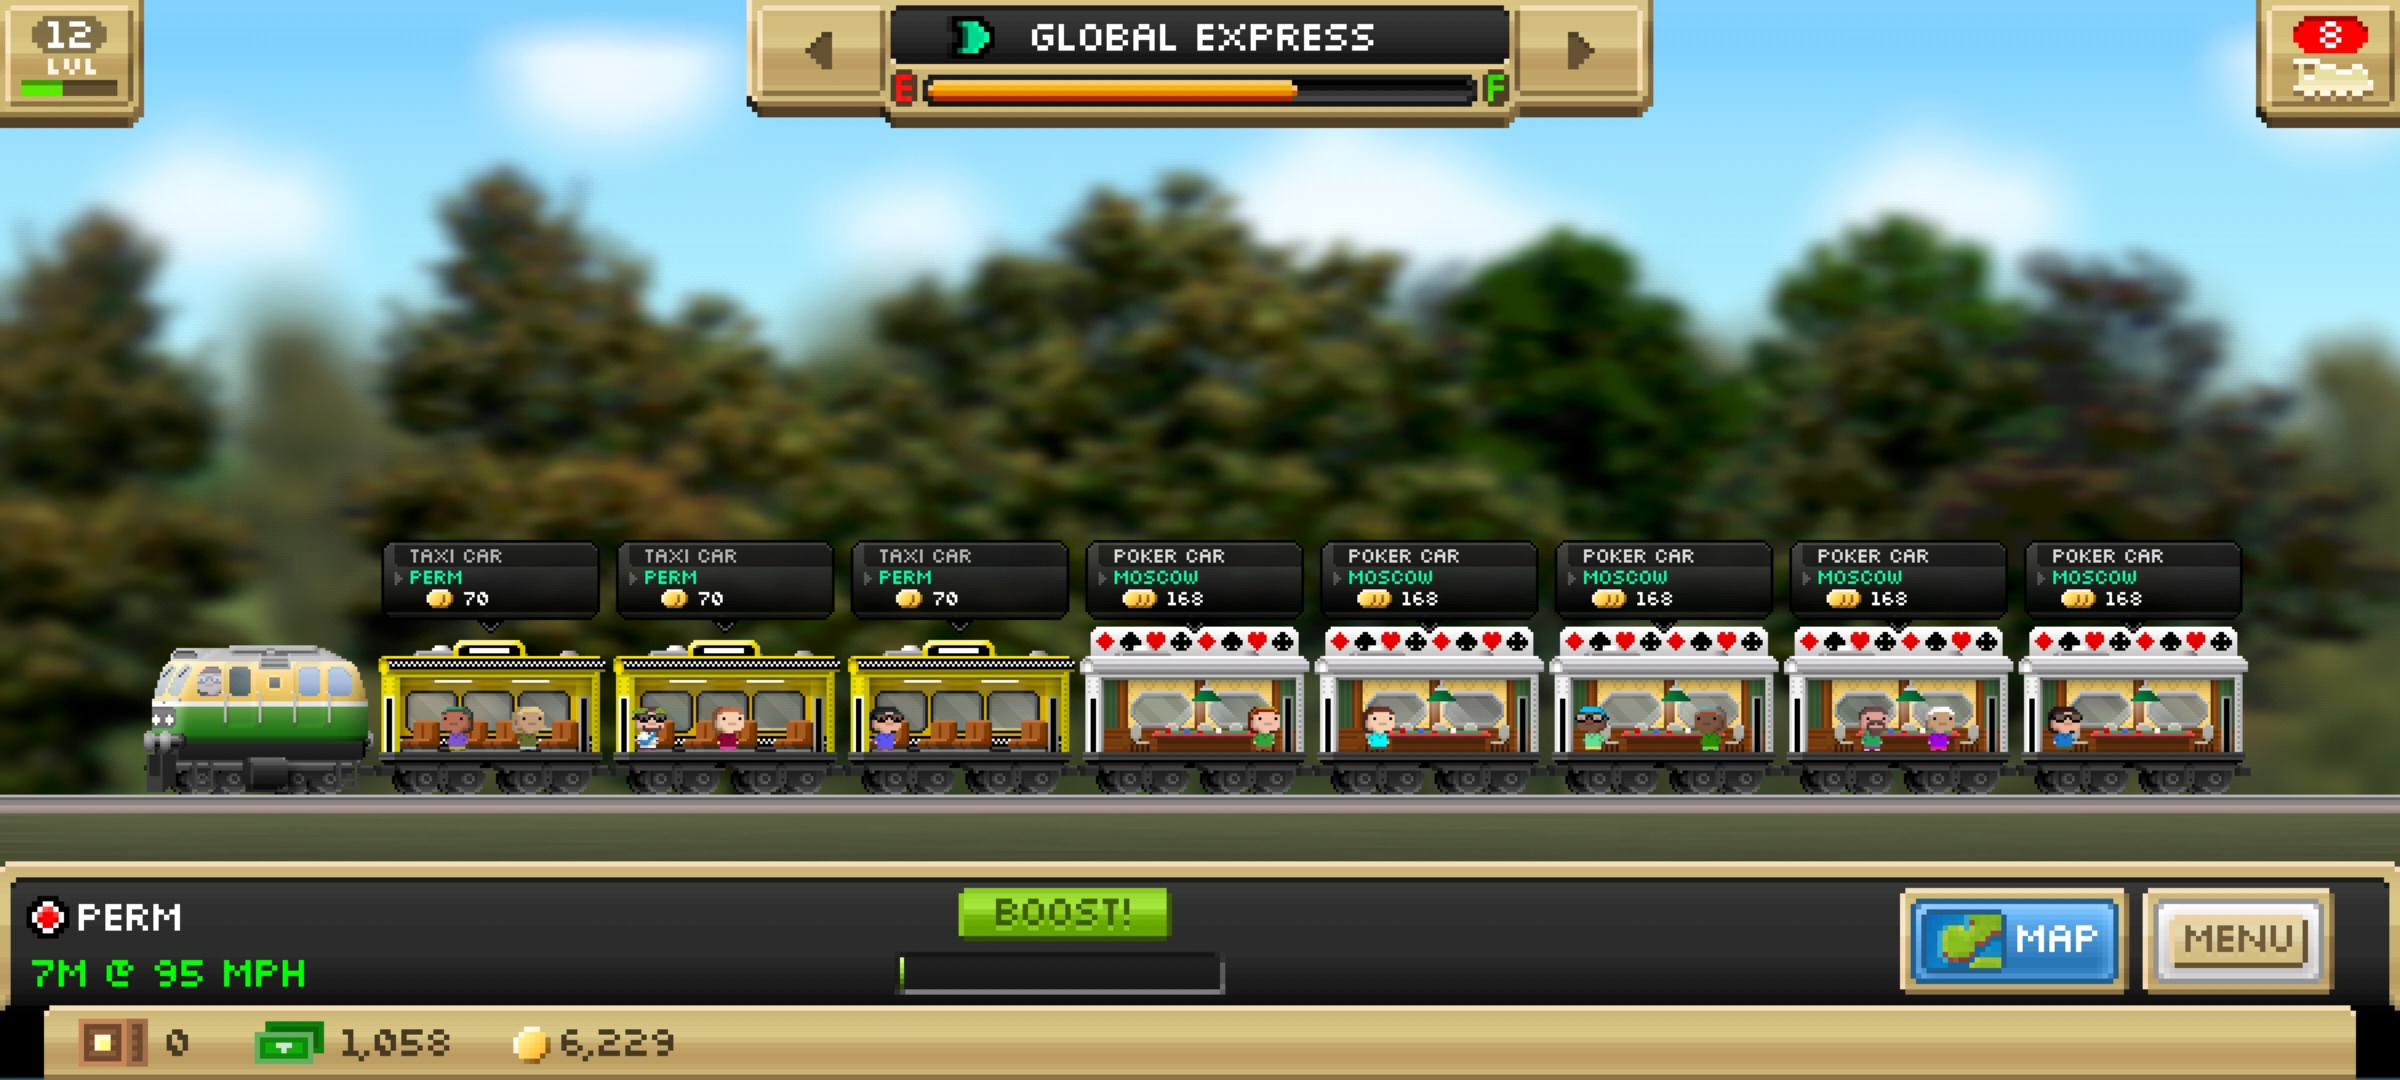 12
LVL
GLOBAL EXPRESS
E
F
8
TAXI CAR
PERM
70
TAXI CAR
PERM
70
TAXI CAR
PERM
70
POKER CAR
MOSCOW
168
POKER CAR
MOSCOW
168
POKER CAR
MOSCOW
168
POKER CAR
MOSCOW
168
POKER CAR
MOSCOW
168
PERM
7M @ 95 MPH
BOOST!
MAP
MENU
0
1,058
6,229